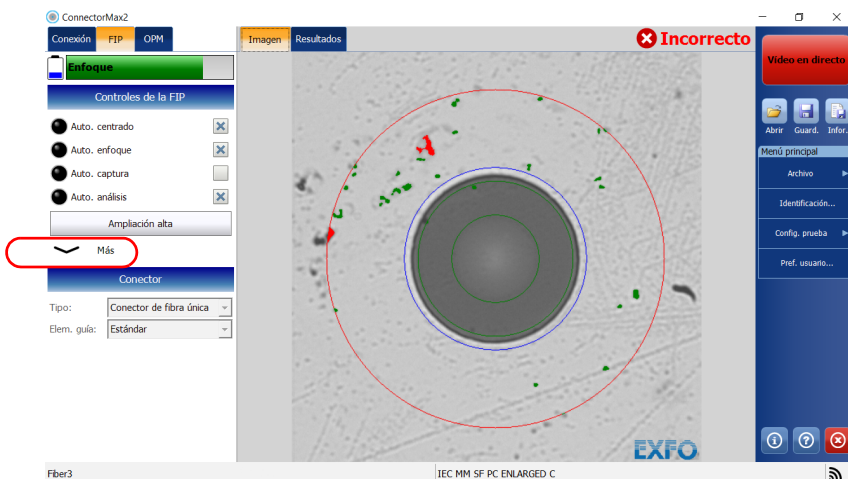 ConnectorMax2
Conexión FIP OPM
Imagen Resultados
Incorrecto
Enfoque
Controles de la FIP
Auto. centrado
Auto. enfoque
Auto. captura
Auto. análisis
Ampliación alta
Más
Conector
Tipo: Conector de fibra única
Elem. guía: Estándar
EXFO
Vídeo en directo
Abrir Guard. Infor.
Menú principal
Archivo
Identificación...
Config. prueba
Pref. usuario...
Fiber3
IEC MM SF PC ENLARGED C